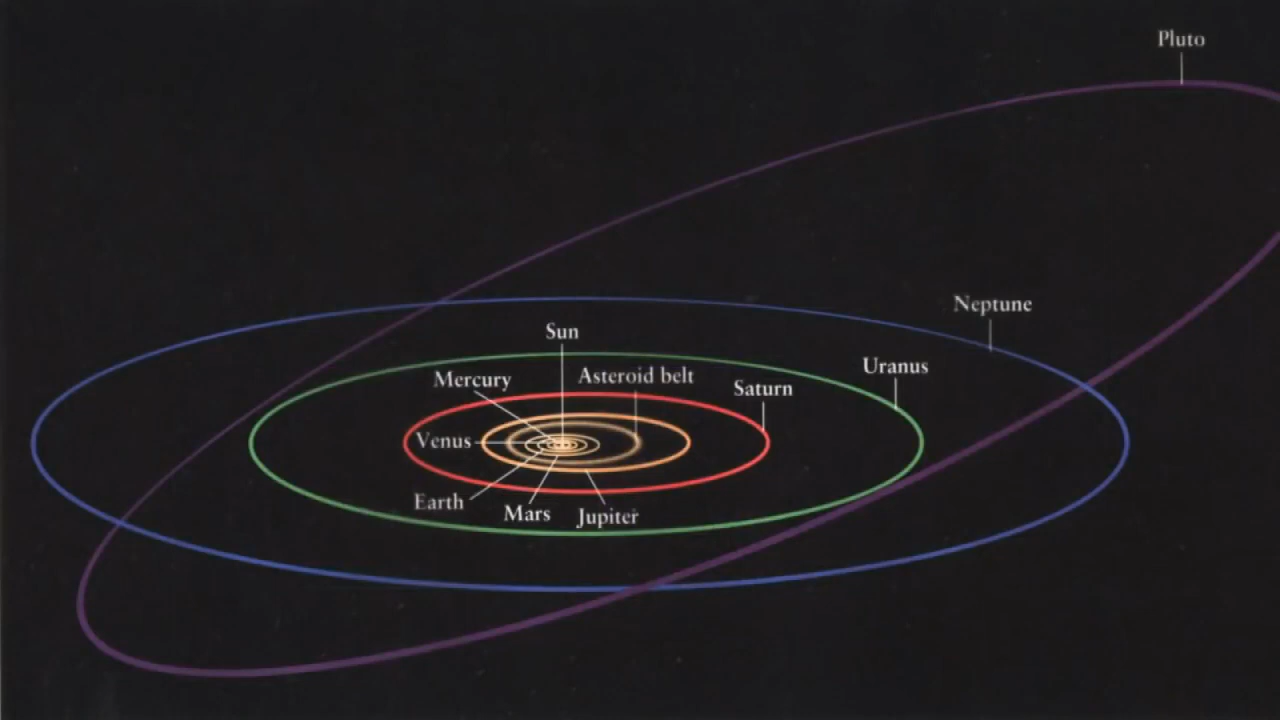 Pluto
Neptune
Sun
Uranus
Mercury
Asteroid belt
Saturn
Venus
Earth
Mars
Jupiter